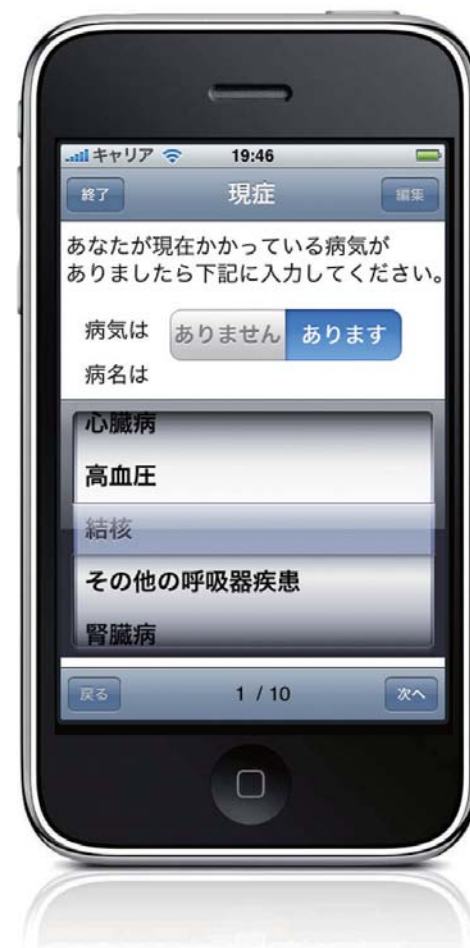 キャリア 19:46
終了 現症 編集
あなたが現在かかっている病気が
ありましたら下記に入力してください。
病気は ありません あります
病名は
心臓病
高血圧
結核
その他の呼吸器疾患
腎臓病
戻る 1 / 10 次へ